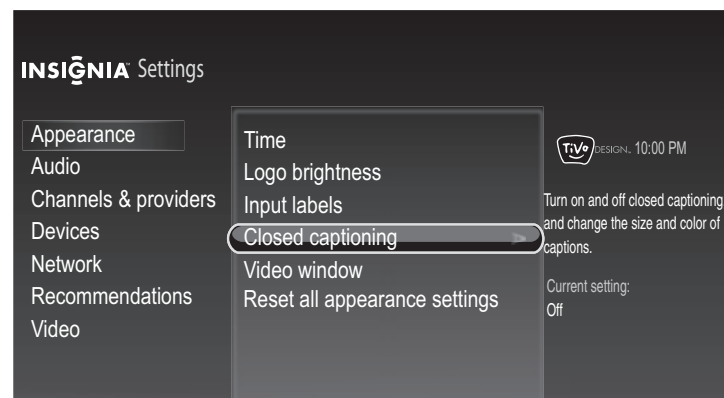 INSIGNIA™ Settings
Appearance
Audio
Channels & providers
Devices
Network
Recommendations
Video
Time
Logo brightness
Input labels
Closed captioning
Video window
Reset all appearance settings
TiVo DESIGN™ 10:00 PM
Turn on and off closed captioning
and change the size and color of
captions.
Current setting:
Off